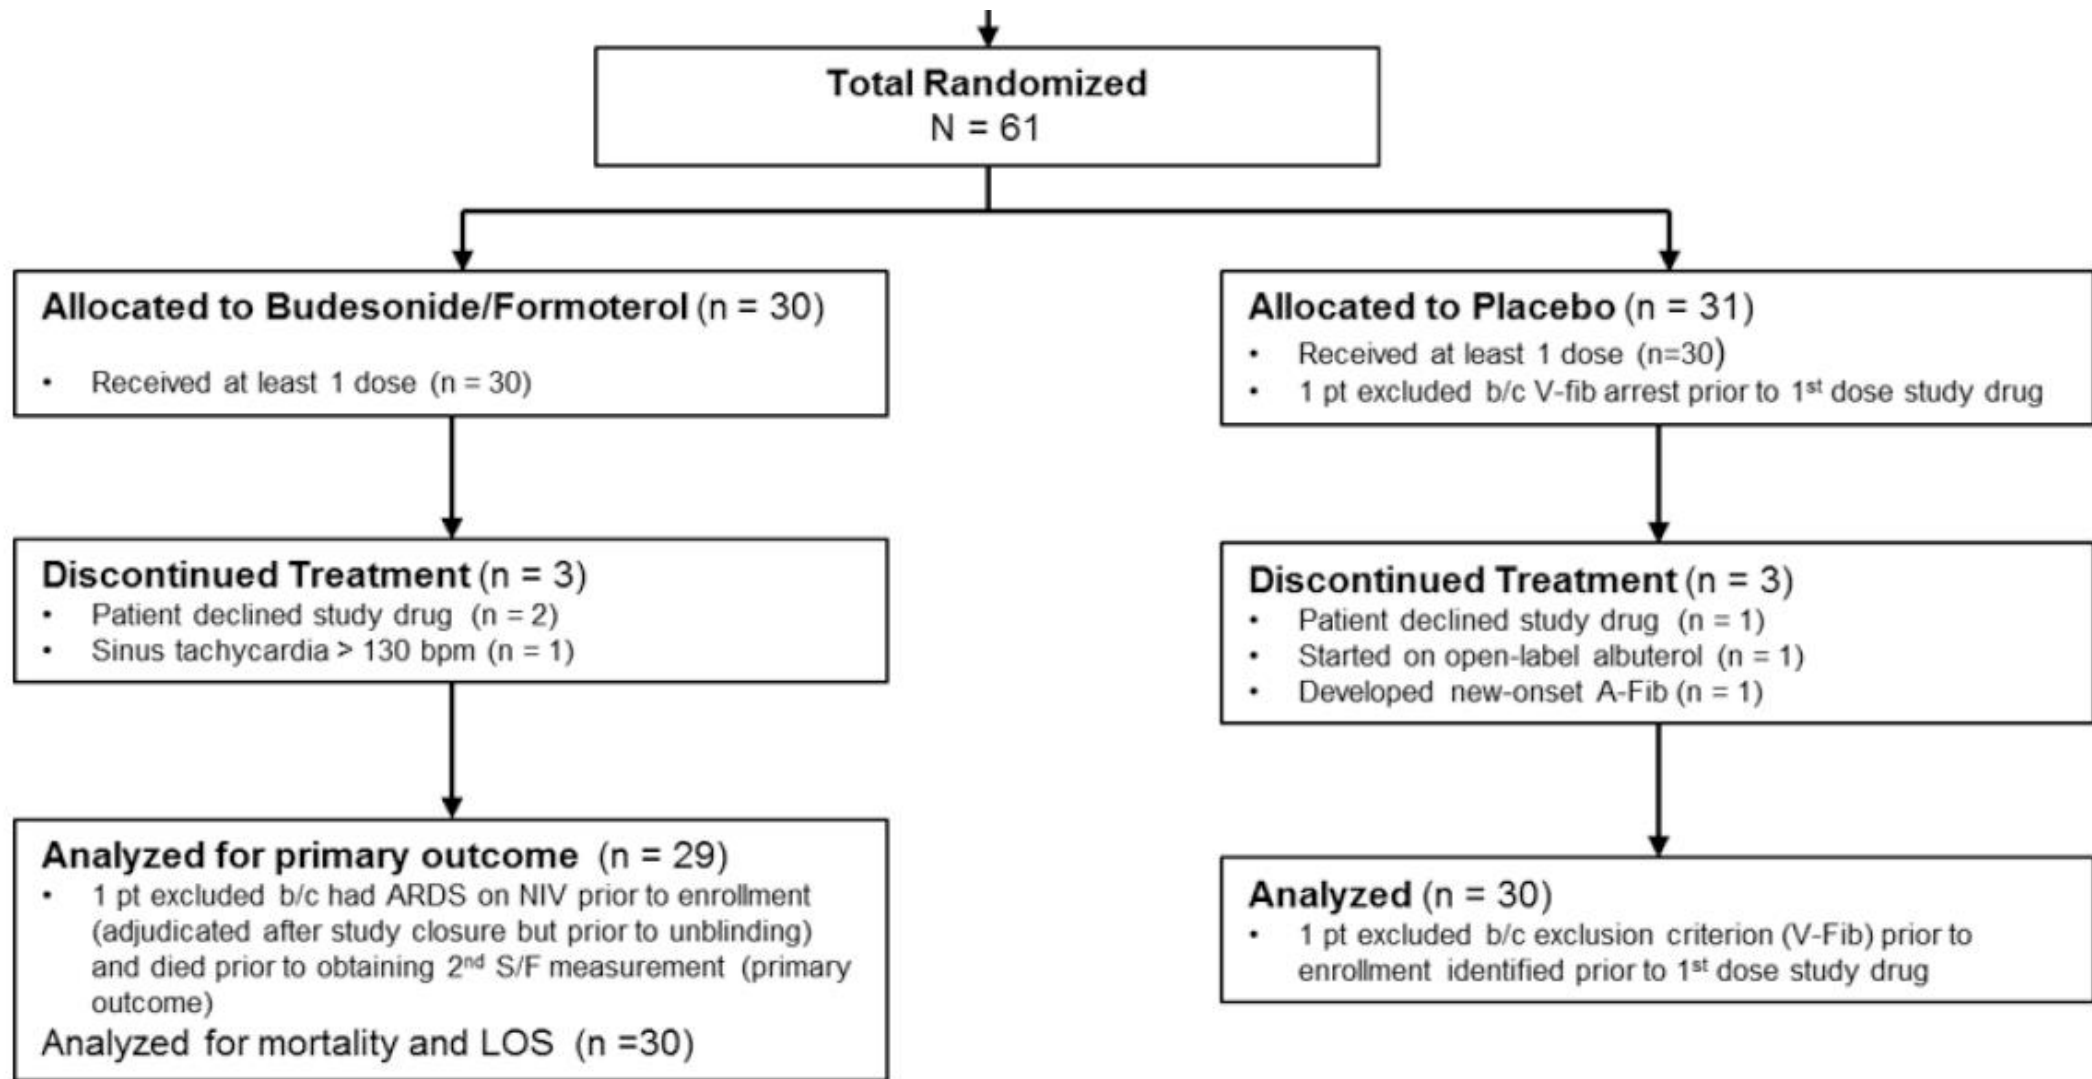 Total Randomized
N = 61
Allocated to Budesonide/Formoterol (n = 30)
• Received at least 1 dose (n = 30)
Allocated to Placebo (n = 31)
• Received at least 1 dose (n=30)
• 1 pt excluded b/c V-fib arrest prior to 1st dose study drug
Discontinued Treatment (n = 3)
• Patient declined study drug (n = 2)
• Sinus tachycardia > 130 bpm (n = 1)
Discontinued Treatment (n = 3)
• Patient declined study drug (n = 1)
• Started on open-label albuterol (n = 1)
• Developed new-onset A-Fib (n = 1)
Analyzed for primary outcome (n = 29)
• 1 pt excluded b/c had ARDS on NIV prior to enrollment
(adjudicated after study closure but prior to unblinding)
and died prior to obtaining 2nd S/F measurement (primary
outcome)
Analyzed for mortality and LOS (n =30)
Analyzed (n = 30)
• 1 pt excluded b/c exclusion criterion (V-Fib) prior to
enrollment identified prior to 1st dose study drug